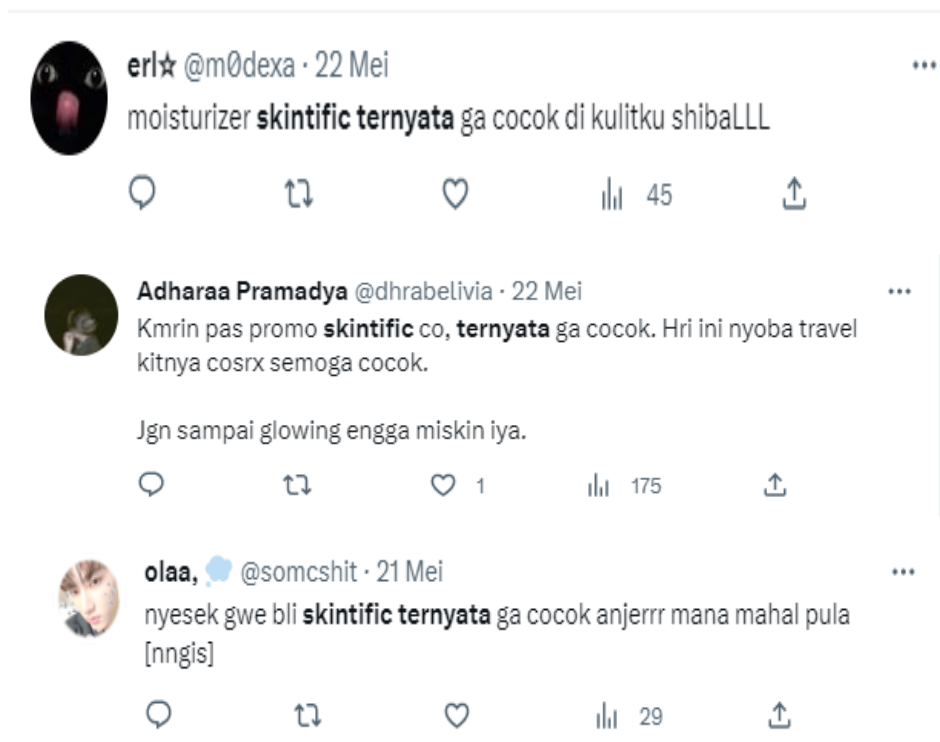 erl☆ @m0dexa · 22 Mei
moisturizer skintific ternyata ga cocok di kulitku shibaLLL
45
Adharaa Pramadya @dhrabelivia · 22 Mei
Kmrin pas promo skintific co, ternyata ga cocok. Hri ini nyoba travel
kitnya cosrx semoga cocok.
Jgn sampai glowing engga miskin iya.
1 175
olaa, @somcshit · 21 Mei
nyesek gwe bli skintific ternyata ga cocok anjerrr mana mahal pula
[nngis]
29